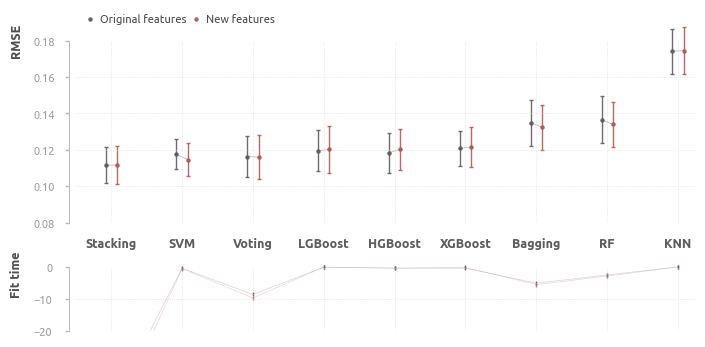 Original features New features
RMSE
0.18
0.16
0.14
0.12
0.10
0.08
Stacking SVM Voting LGBoost HGBoost XGBoost Bagging RF KNN
Fit time
0
−10
−20